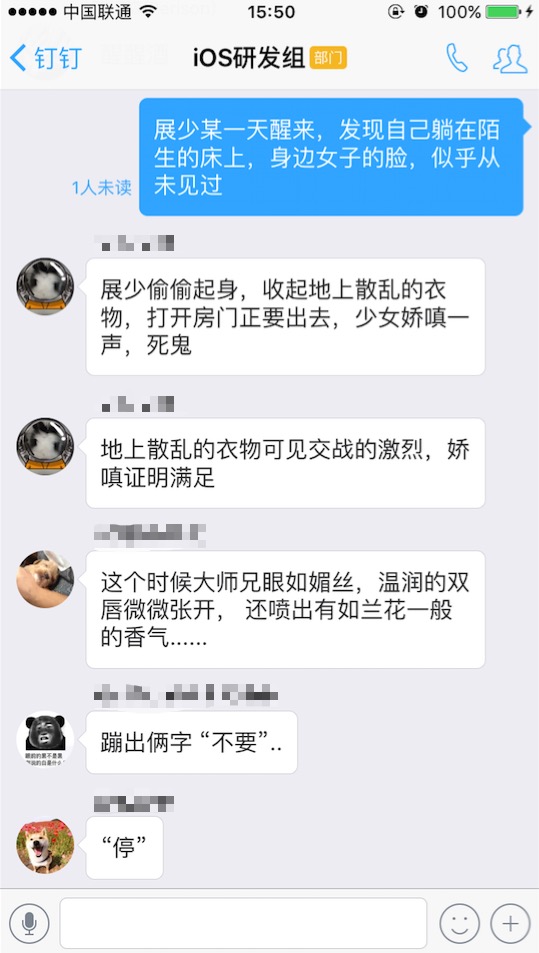 中国联通
15:50
100%
钉钉
iOS研发组
部门
展少某一天醒来，发现自己躺在陌
生的床上，身边女子的脸，似乎从
未见过
1人未读
展少偷偷起身，收起地上散乱的衣
物，打开房门正要出去，少女娇嗔一
声，死鬼
地上散乱的衣物可见交战的激烈，娇
嗔证明满足
这个时候大师兄眼如媚丝，温润的双
唇微微张开， 还喷出有如兰花一般
的香气......
蹦出俩字 “不要”..
“停”